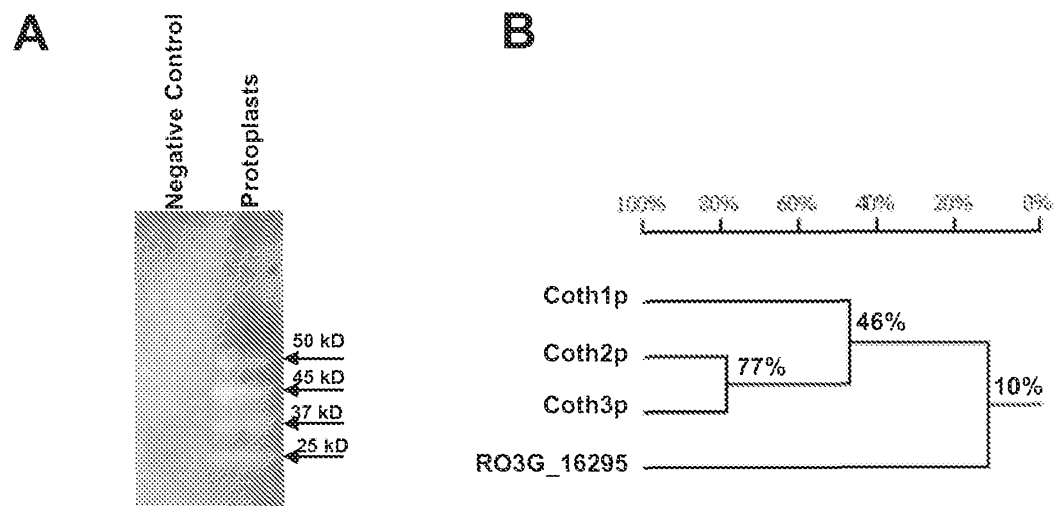 A
Negative Control
Protoplasts
50 kD
45 kD
37 kD
25 kD
B
100% 80% 60% 40% 20% 0%
Coth1p
46%
Coth2p
77%
Coth3p
10%
RO3G_16295